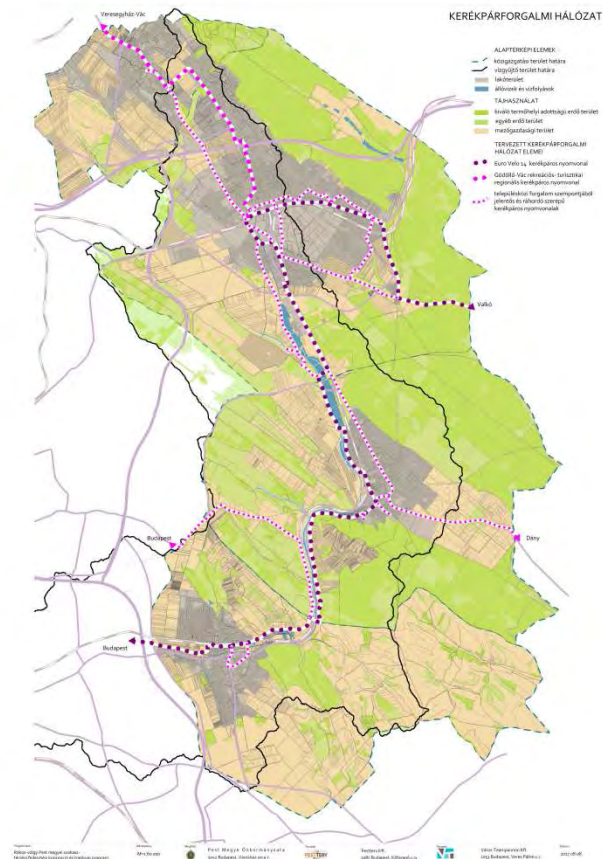 KERÉKPÁRFORGALMI HÁLÓZAT
Veresegyház-Vác
ALAPTÉRKÉPI ELEMEK
közigazgatási terület határa
vízgyűjtő terület határa
lakóterület
állóvizek és vízfolyások
TÁJHASZNÁLAT
kiváló termőhelyi adottságú erdő terület
egyéb erdő terület
mezőgazdasági terület
TERVEZETT KERÉKPÁRFORGALMI
HÁLÓZAT ELEMEI
Euro Velo 14 kerékpáros nyomvonal
Gödöllő-Vác rekreációs- turisztikai
regionális kerékpáros nyomvonal
településközi forgalom szempontjából
jelentős és ráhordó szerepű
kerékpáros nyomvonalak
Valkó
Budapest
Dány
Budapest
Pest Megye Önkormányzata